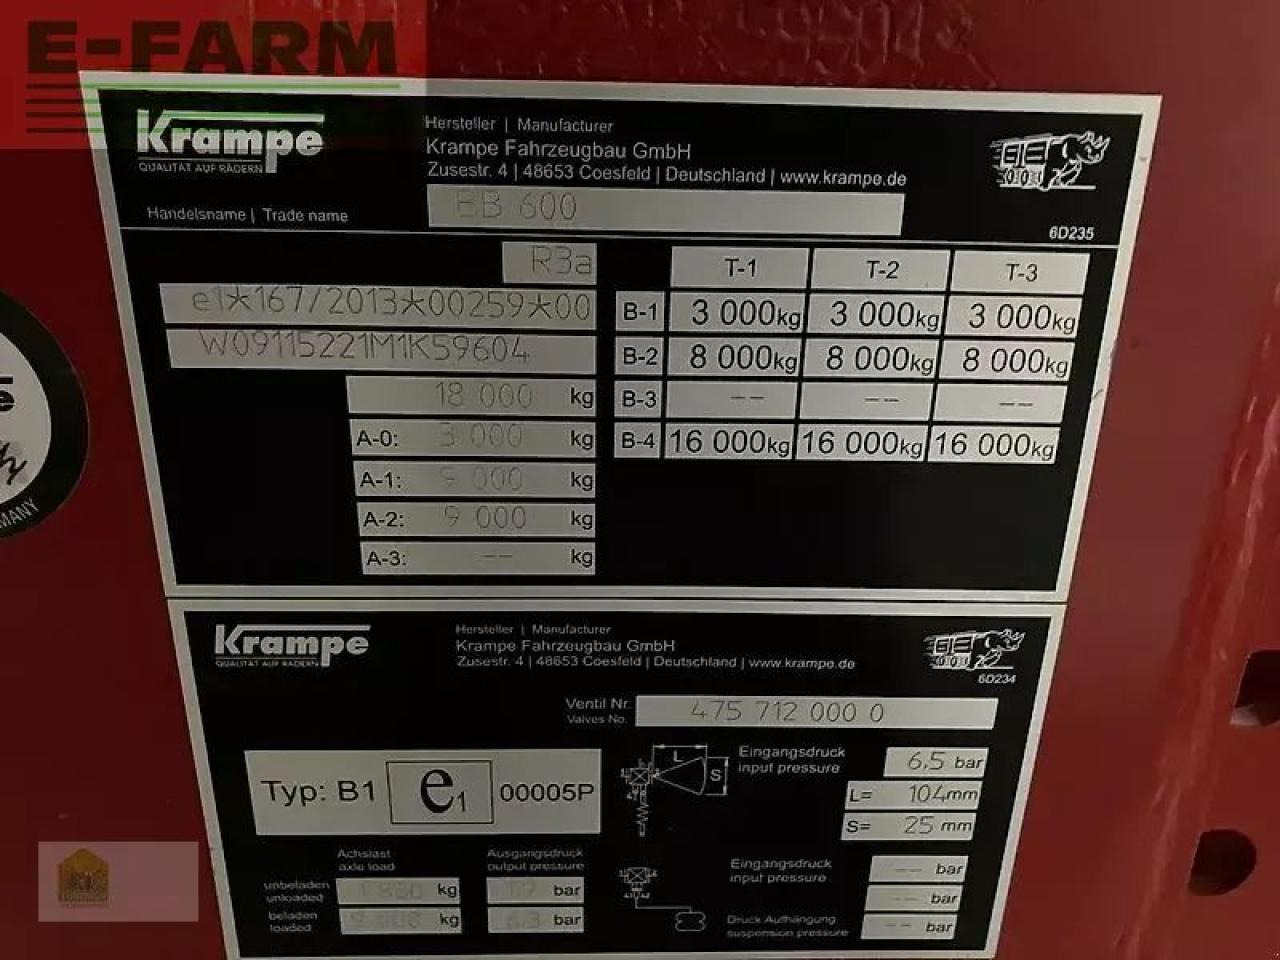 E-FARM
Krampe
QUALITÄT AUF RÄDERN
Hersteller | Manufacturer
Krampe Fahrzeugbau GmbH
Zusestr. 4 | 48653 Coesfeld | Deutschland | www.krampe.de
Handelsname | Trade name
BB 600
6D235
R3a
e1*167/2013*00259*00
W09115221M1K59604
18 000 kg
A-0: 3 000 kg
A-1: 9 000 kg
A-2: 9 000 kg
A-3: -- kg
T-1 T-2 T-3
B-1 3 000kg 3 000kg 3 000kg
B-2 8 000kg 8 000kg 8 000kg
B-3 -- -- --
B-4 16 000kg 16 000kg 16 000kg
Krampe
QUALITÄT AUF RÄDERN
Hersteller | Manufacturer
Krampe Fahrzeugbau GmbH
Zusestr. 4 | 48653 Coesfeld | Deutschland | www.krampe.de
6D234
Ventil Nr.
Valves No.
475 712 000 0
Typ: B1 e1 00005P
L
S
Eingangsdruck
input pressure
6,5 bar
L= 104mm
S= 25 mm
Achslast
axle load
Ausgangsdruck
output pressure
unbeladen
unloaded
kg
bar
beladen
loaded
kg
6,3 bar
Eingangsdruck
input pressure
-- bar
-- bar
Druck Aufhängung
suspension pressure
-- bar
e
MANY